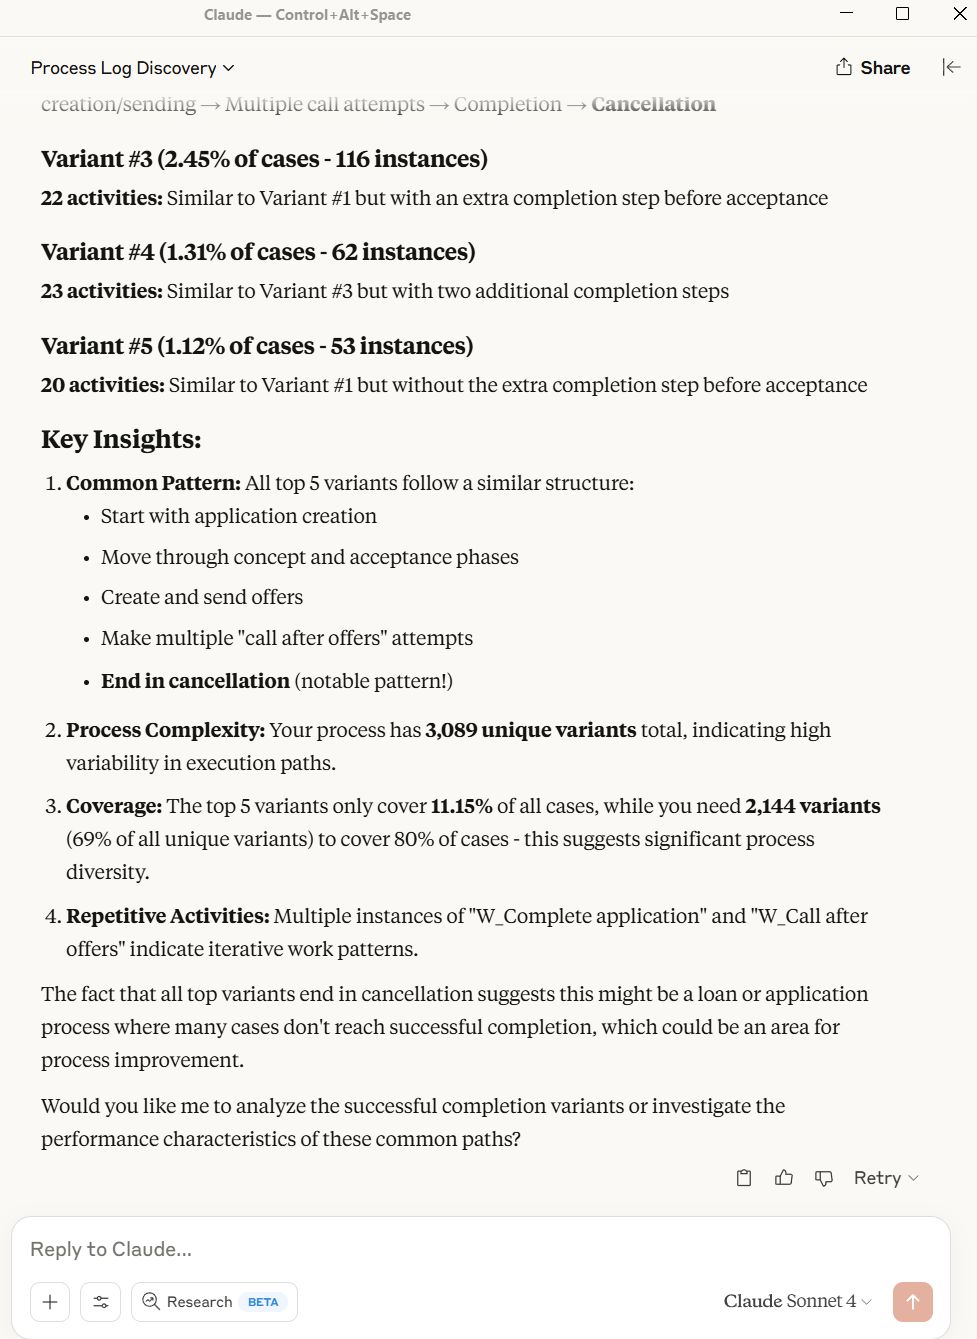 Claude — Control+Alt+Space
Process Log Discovery
Share
creation/sending → Multiple call attempts → Completion → Cancellation
Variant #3 (2.45% of cases - 116 instances)
22 activities: Similar to Variant #1 but with an extra completion step before acceptance
Variant #4 (1.31% of cases - 62 instances)
23 activities: Similar to Variant #3 but with two additional completion steps
Variant #5 (1.12% of cases - 53 instances)
20 activities: Similar to Variant #1 but without the extra completion step before acceptance
Key Insights:
1. Common Pattern: All top 5 variants follow a similar structure:
• Start with application creation
• Move through concept and acceptance phases
• Create and send offers
• Make multiple "call after offers" attempts
• End in cancellation (notable pattern!)
2. Process Complexity: Your process has 3,089 unique variants total, indicating high
variability in execution paths.
3. Coverage: The top 5 variants only cover 11.15% of all cases, while you need 2,144 variants
(69% of all unique variants) to cover 80% of cases - this suggests significant process
diversity.
4. Repetitive Activities: Multiple instances of "W_Complete application" and "W_Call after
offers" indicate iterative work patterns.
The fact that all top variants end in cancellation suggests this might be a loan or application
process where many cases don't reach successful completion, which could be an area for
process improvement.
Would you like me to analyze the successful completion variants or investigate the
performance characteristics of these common paths?
Retry
Reply to Claude...
Research BETA
Claude Sonnet 4